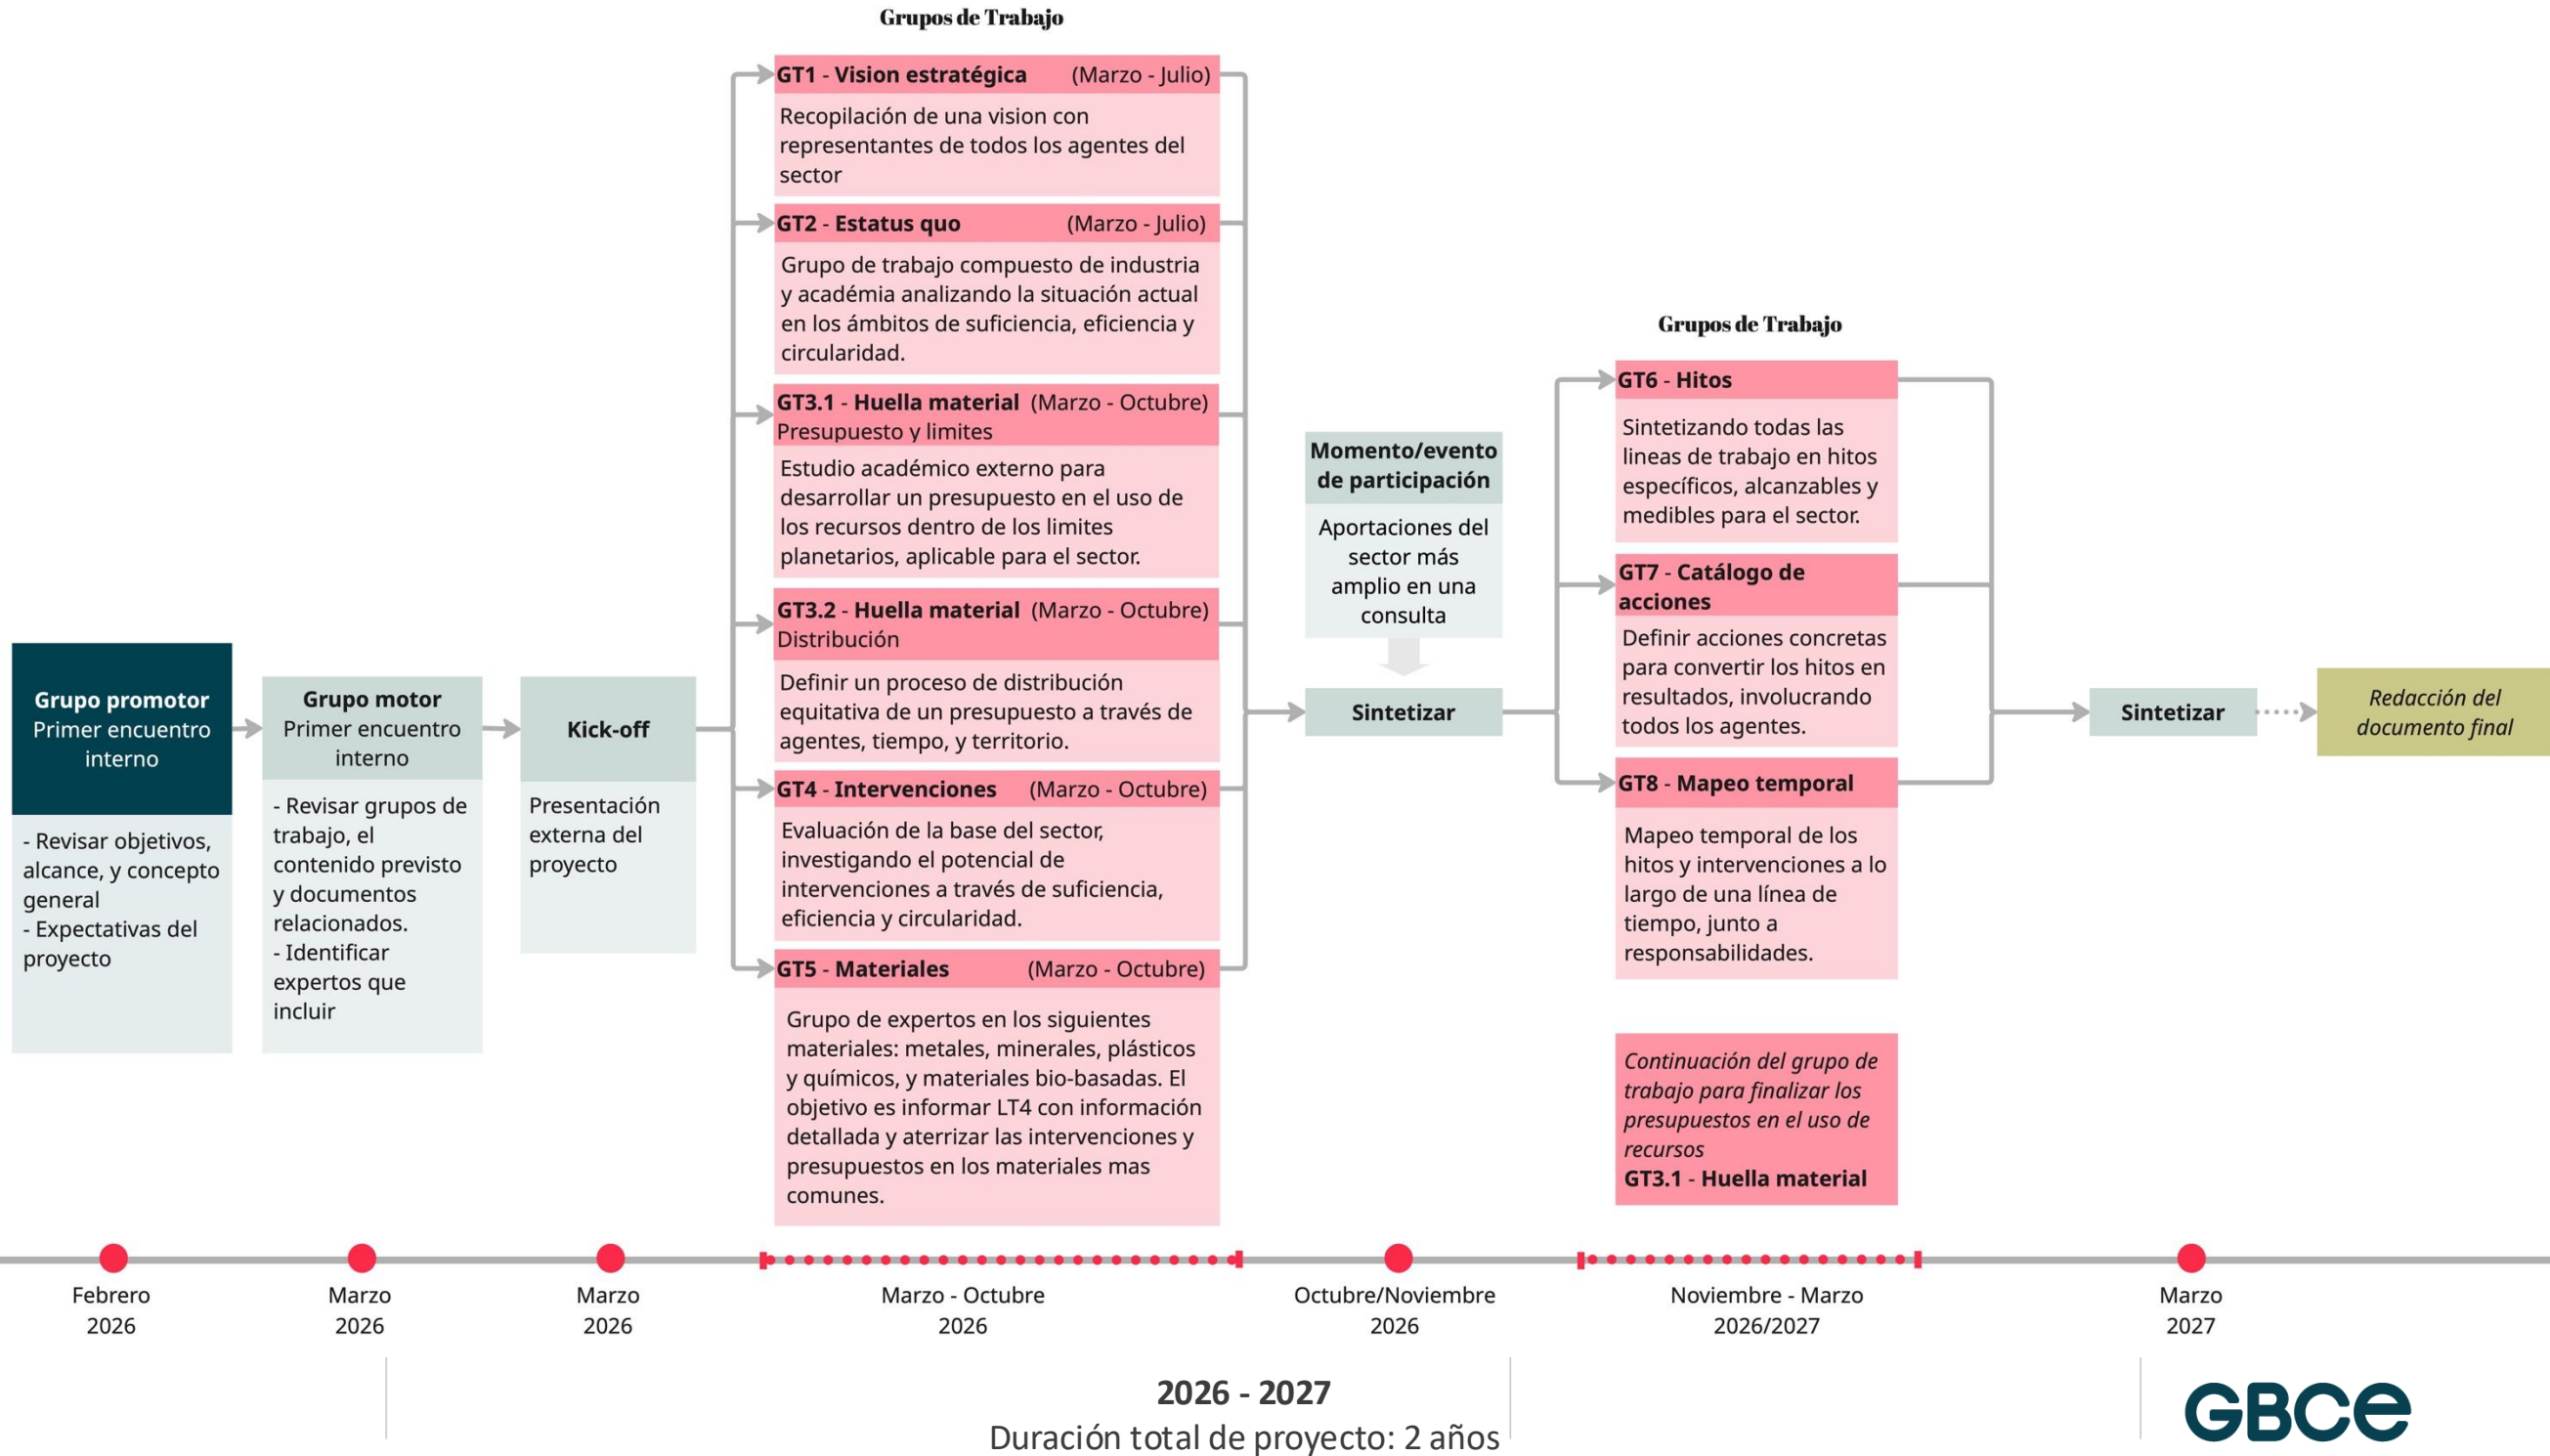 Grupos de Trabajo
GT1 - Vision estratégica (Marzo - Julio)
Recopilación de una vision con
representantes de todos los agentes del
sector
GT2 - Estatus quo (Marzo - Julio)
Grupo de trabajo compuesto de industria
y académia analizando la situación actual
en los ámbitos de suficiencia, eficiencia y
circularidad.
GT3.1 - Huella material (Marzo - Octubre)
Presupuesto y limites
Estudio académico externo para
desarrollar un presupuesto en el uso de
los recursos dentro de los limites
planetarios, aplicable para el sector.
GT3.2 - Huella material (Marzo - Octubre)
Distribución
Definir un proceso de distribución
equitativa de un presupuesto a través de
agentes, tiempo, y territorio.
GT4 - Intervenciones (Marzo - Octubre)
Evaluación de la base del sector,
investigando el potencial de
intervenciones a través de suficiencia,
eficiencia y circularidad.
GT5 - Materiales (Marzo - Octubre)
Grupo de expertos en los siguientes
materiales: metales, minerales, plásticos
y químicos, y materiales bio-basadas. El
objetivo es informar LT4 con información
detallada y aterrizar las intervenciones y
presupuestos en los materiales mas
comunes.
Grupo promotor
Primer encuentro
interno
- Revisar objetivos,
alcance, y concepto
general
- Expectativas del
proyecto
Grupo motor
Primer encuentro
interno
- Revisar grupos de
trabajo, el
contenido previsto
y documentos
relacionados.
- Identificar
expertos que
incluir
Kick-off
Presentación
externa del
proyecto
Momento/evento
de participación
Aportaciones del
sector más
amplio en una
consulta
Sintetizar
Grupos de Trabajo
GT6 - Hitos
Sintetizando todas las
lineas de trabajo en hitos
específicos, alcanzables y
medibles para el sector.
GT7 - Catálogo de
acciones
Definir acciones concretas
para convertir los hitos en
resultados, involucrando
todos los agentes.
GT8 - Mapeo temporal
Mapeo temporal de los
hitos y intervenciones a lo
largo de una línea de
tiempo, junto a
responsabilidades.
Continuación del grupo de
trabajo para finalizar los
presupuestos en el uso de
recursos
GT3.1 - Huella material
Sintetizar
Redacción del
documento final
Febrero
2026
Marzo
2026
Marzo
2026
Marzo - Octubre
2026
Octubre/Noviembre
2026
Noviembre - Marzo
2026/2027
Marzo
2027
2026 - 2027
Duración total de proyecto: 2 años
GBCe